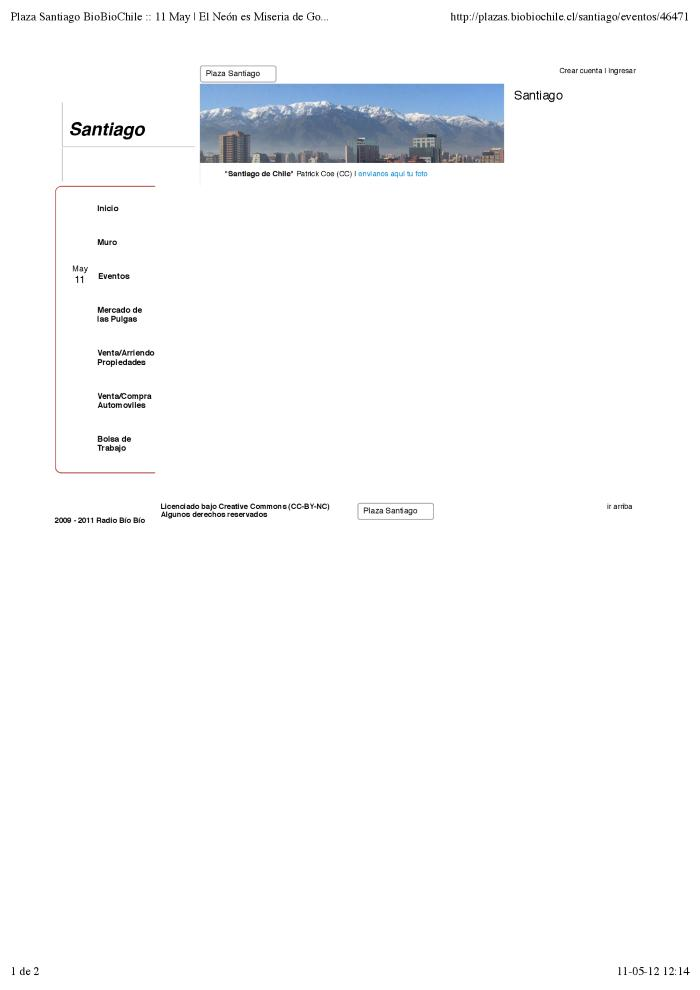 Plaza Santiago BioBioChile :: 11 May | El Neón es Miseria de Go...
http://plazas.biobiochile.cl/santiago/eventos/46471
Plaza Santiago
Crear cuenta | Ingresar
Santiago
Santiago
"Santiago de Chile" Patrick Coe (CC) | envíanos aquí tu foto
Inicio
Muro
May
11
Eventos
Mercado de
las Pulgas
Venta/Arriendo
Propiedades
Venta/Compra
Automoviles
Bolsa de
Trabajo
Licenciado bajo Creative Commons (CC-BY-NC)
Algunos derechos reservados
Plaza Santiago
ir arriba
2009 - 2011 Radio Bío Bío
1 de 2
11-05-12 12:14